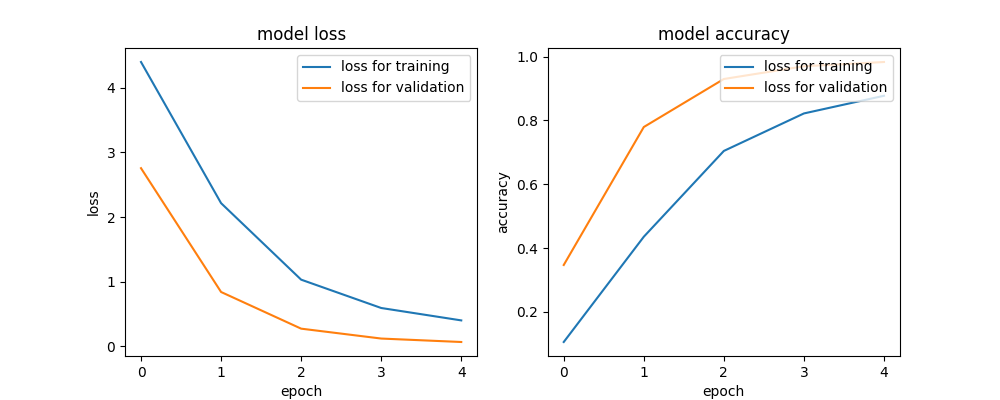 model loss
loss for training
loss for validation
4
3
2
1
0
loss
0 1 2 3 4
epoch
model accuracy
loss for training
loss for validation
1.0
0.8
0.6
0.4
0.2
accuracy
0 1 2 3 4
epoch